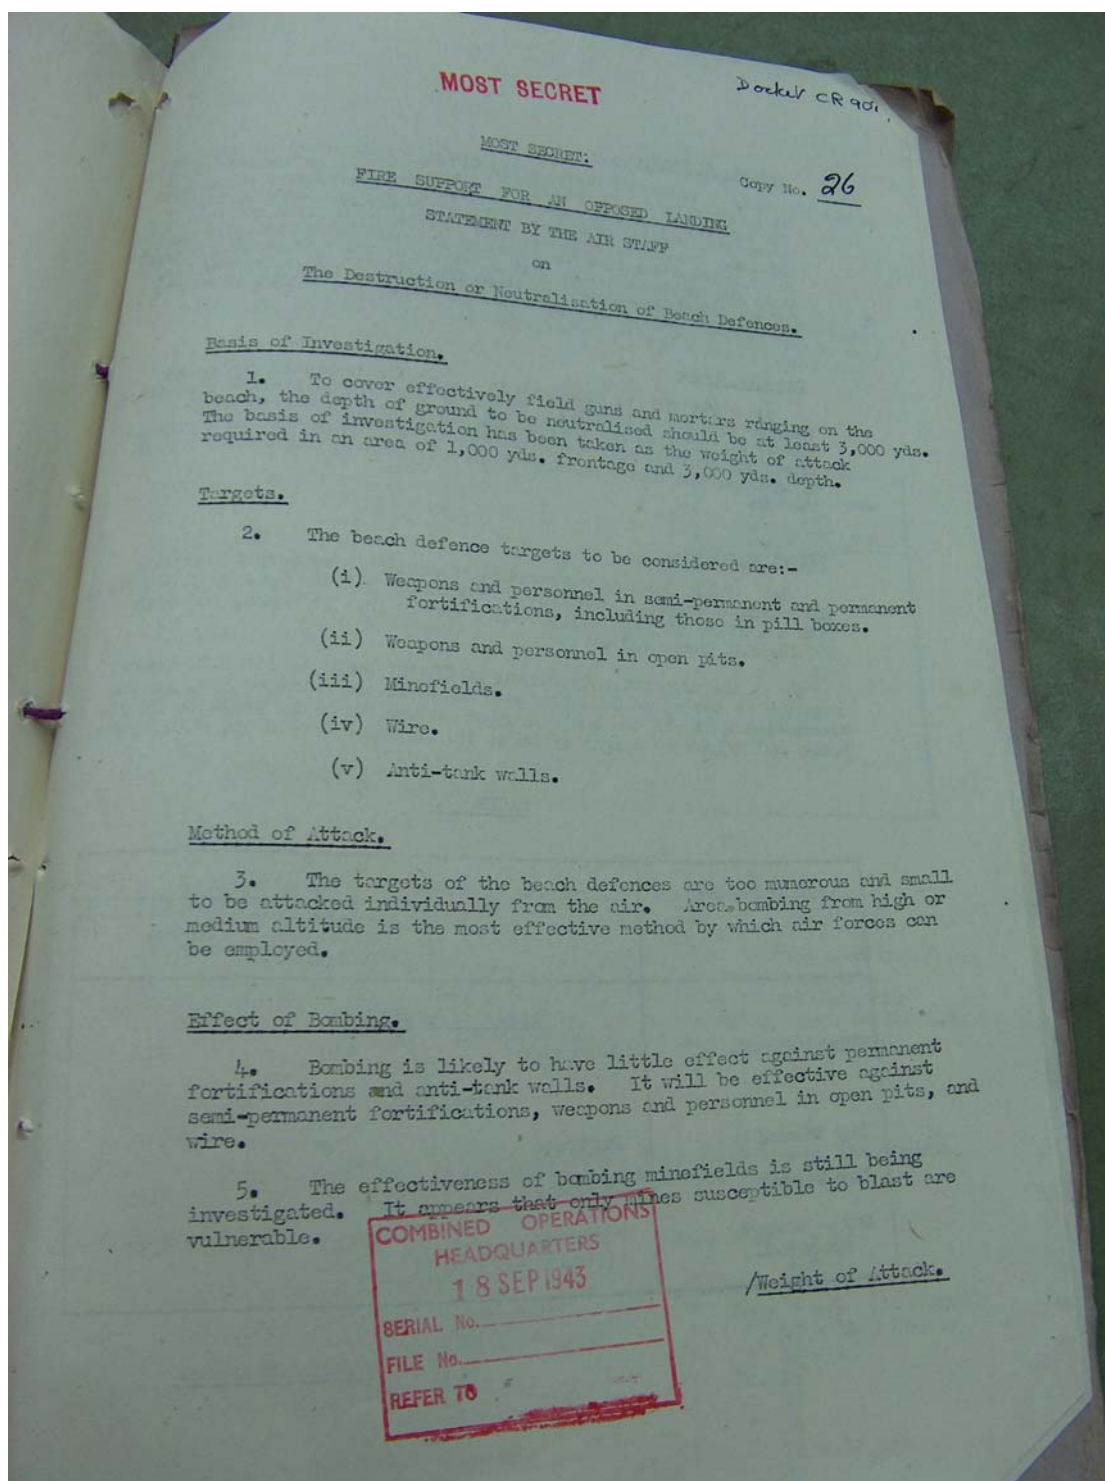 MOST SECRET
Docket CR 901.
MOST SECRET:
Copy No. 26
FIRE SUPPORT FOR AN OPPOSED LANDING
STATEMENT BY THE AIR STAFF
on
The Destruction or Neutralisation of Beach Defences.
Basis of Investigation.
1. To cover effectively field guns and mortars ranging on the
beach, the depth of ground to be neutralised should be at least 3,000 yds.
The basis of investigation has been taken as the weight of attack
required in an area of 1,000 yds. frontage and 3,000 yds. depth.
Targets.
2. The beach defence targets to be considered are:-
(i) Weapons and personnel in semi-permanent and permanent
fortifications, including those in pill boxes.
(ii) Weapons and personnel in open pits.
(iii) Minefields.
(iv) Wire.
(v) Anti-tank walls.
Method of Attack.
3. The targets of the beach defences are too numerous and small
to be attacked individually from the air. Area bombing from high or
medium altitude is the most effective method by which air forces can
be employed.
Effect of Bombing.
4. Bombing is likely to have little effect against permanent
fortifications and anti-tank walls. It will be effective against
semi-permanent fortifications, weapons and personnel in open pits, and
wire.
5. The effectiveness of bombing minefields is still being
investigated. It appears that only mines susceptible to blast are
vulnerable.
/Weight of Attack.
COMBINED OPERATIONS
HEADQUARTERS
18 SEP 1943
SERIAL No.
FILE No.
REFER TO